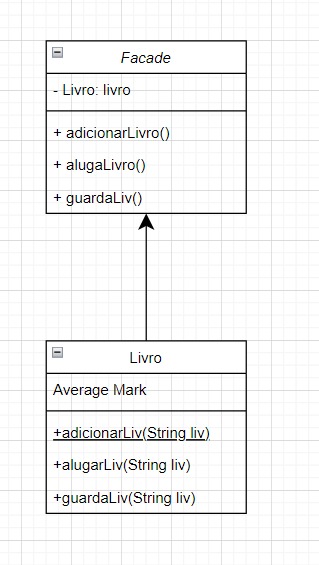 Facade
- Livro: livro
+ adicionarLivro()
+ alugaLivro()
+ guardaLiv()
Livro
Average Mark
+adicionarLiv(String liv)
+alugarLiv(String liv)
+guardaLiv(String liv)